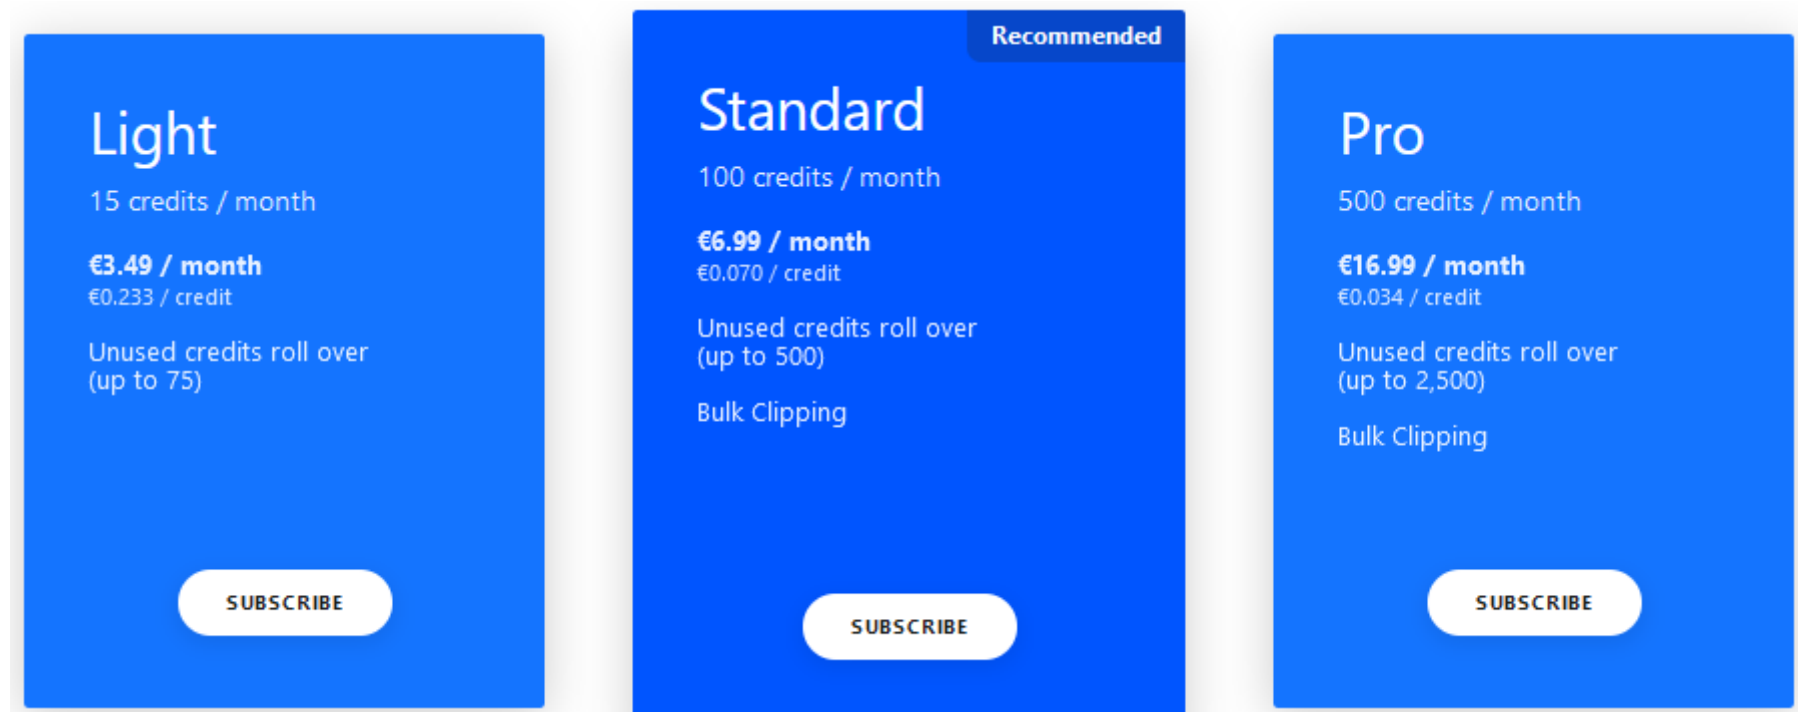 Light
15 credits / month
€3.49 / month
€0.233 / credit
Unused credits roll over
(up to 75)
SUBSCRIBE
Recommended
Standard
100 credits / month
€6.99 / month
€0.070 / credit
Unused credits roll over
(up to 500)
Bulk Clipping
SUBSCRIBE
Pro
500 credits / month
€16.99 / month
€0.034 / credit
Unused credits roll over
(up to 2,500)
Bulk Clipping
SUBSCRIBE